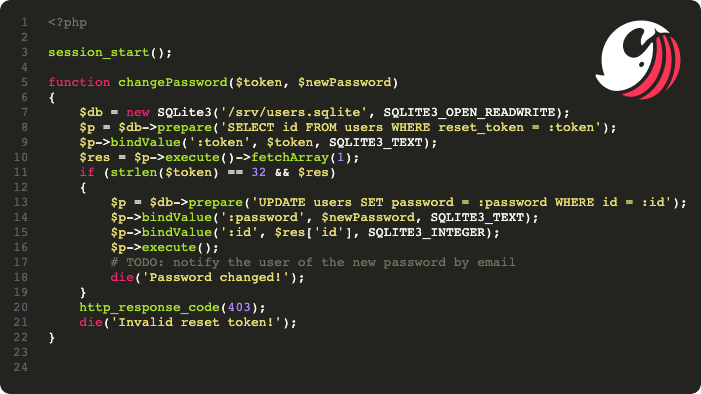 1 <?php
2
3 session_start();
4
5 function changePassword($token, $newPassword)
6 {
7     $db = new SQLite3('/srv/users.sqlite', SQLITE3_OPEN_READWRITE);
8     $p = $db->prepare('SELECT id FROM users WHERE reset_token = :token');
9     $p->bindValue(':token', $token, SQLITE3_TEXT);
10     $res = $p->execute()->fetchArray(1);
11     if (strlen($token) == 32 && $res)
12     {
13         $p = $db->prepare('UPDATE users SET password = :password WHERE id = :id');
14         $p->bindValue(':password', $newPassword, SQLITE3_TEXT);
15         $p->bindValue(':id', $res['id'], SQLITE3_INTEGER);
16         $p->execute();
17         # TODO: notify the user of the new password by email
18         die('Password changed!');
19     }
20     http_response_code(403);
21     die('Invalid reset token!');
22 }
23
24